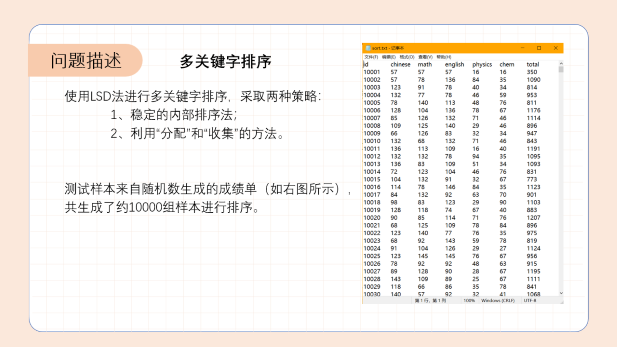 问题描述
多关键字排序
使用LSD法进行多关键字排序，采取两种策略：
1、稳定的内部排序法；
2、利用“分配”和“收集”的方法。
测试样本来自随机数生成的成绩单（如右图所示），
共生成了约10000组样本进行排序。
sort.txt - 记事本
文件(F) 编辑(E) 格式(O) 查看(V) 帮助(H)
id chinese math english physics chem total
10001 57 57 57 16 16 350
10002 57 78 136 84 35 1090
10003 123 91 78 40 34 814
10004 132 77 78 46 59 953
10005 78 140 113 48 76 811
10006 128 104 136 78 67 1176
10007 85 126 132 71 46 1114
10008 109 125 140 29 46 896
10009 66 126 83 32 34 947
10010 132 68 132 71 46 843
10011 136 113 109 16 40 1191
10012 132 132 78 94 35 1095
10013 136 83 109 51 34 1093
10014 72 123 104 46 76 831
10015 104 132 91 32 67 773
10016 114 78 146 84 35 1123
10017 84 132 92 63 70 901
10018 98 83 123 29 90 1103
10019 128 118 74 67 40 883
10020 90 85 114 71 76 1207
10021 68 125 109 78 84 896
10022 123 140 77 76 35 975
10023 68 92 143 59 78 819
10024 91 104 126 29 27 1124
10025 123 145 145 76 67 956
10026 78 92 92 48 63 915
10027 89 128 90 28 67 1195
10028 143 109 89 25 67 1111
10029 118 66 86 35 78 841
10030 140 57 92 32 41 1068
第1行，第1列 100% Windows (CRLF) UTF-8